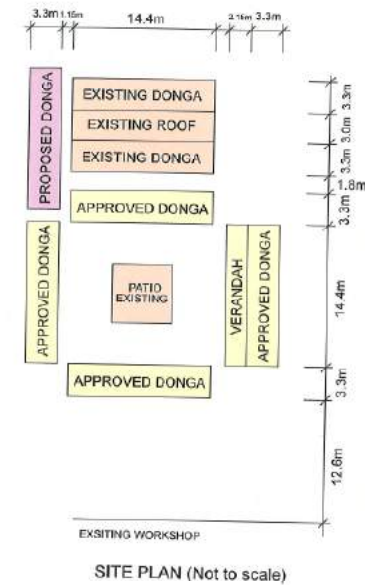 3.3m 1.15m 14.4m 2.15m 3.3m
EXISTING DONGA
EXISTING ROOF
EXISTING DONGA
PROPOSED DONGA
3.3m
3.0m
3.3m
1.8m
3.3m
APPROVED DONGA
APPROVED DONGA
PATIO
EXISTING
VERANDAH
APPROVED DONGA
14.4m
APPROVED DONGA
3.3m
12.6m
EXSITING WORKSHOP
SITE PLAN (Not to scale)